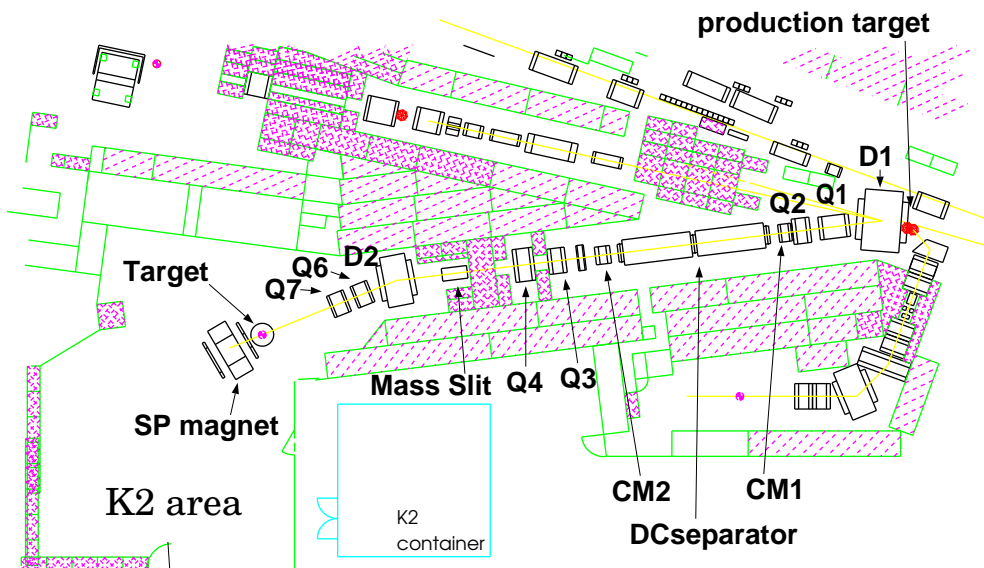 production target
D1
Q1
Q2
D2
Q6
Q7
Target
Mass Slit
Q4
Q3
SP magnet
CM2
CM1
DCseparator
K2 area
K2
container